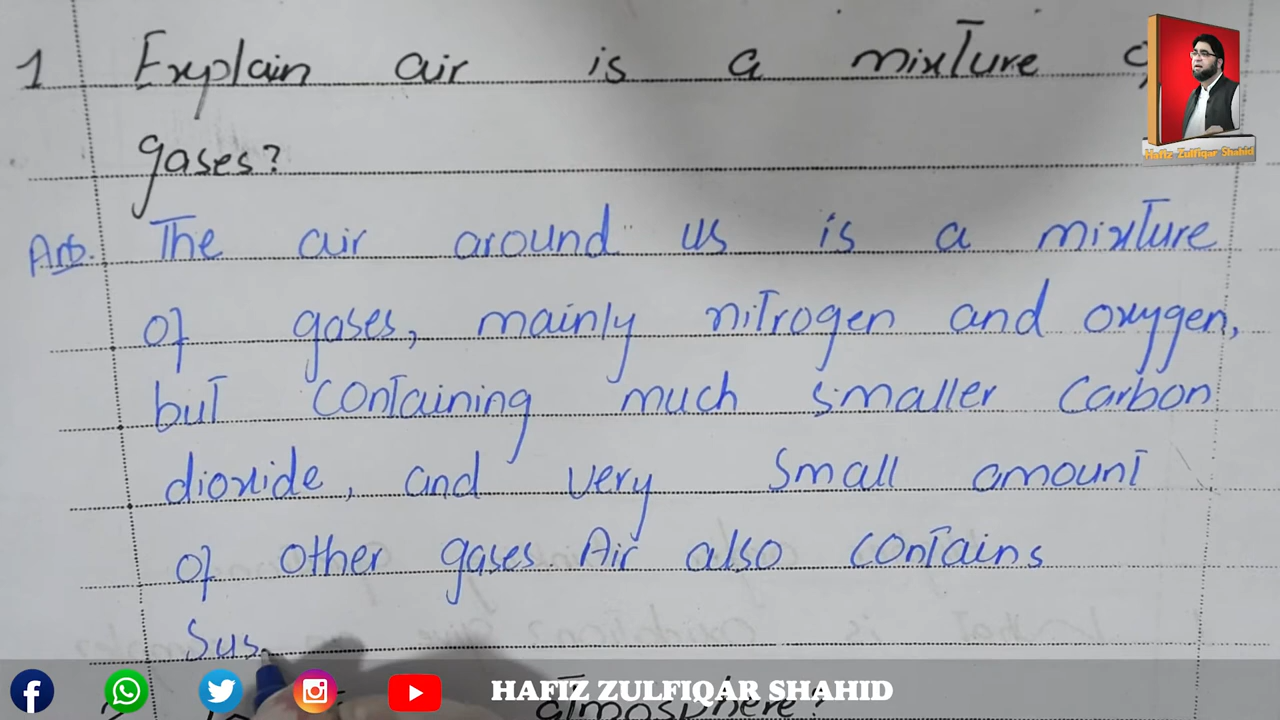 1 Explain air is a mixture of
gases?
Ans. The air around us is a mixture
of gases, mainly nitrogen and oxygen,
but containing much smaller carbon
dioxide, and very small amount
of other gases. Air also contains
Sus
2 atmosphere?
Hafiz Zulfiqar Shahid
HAFIZ ZULFIQAR SHAHID